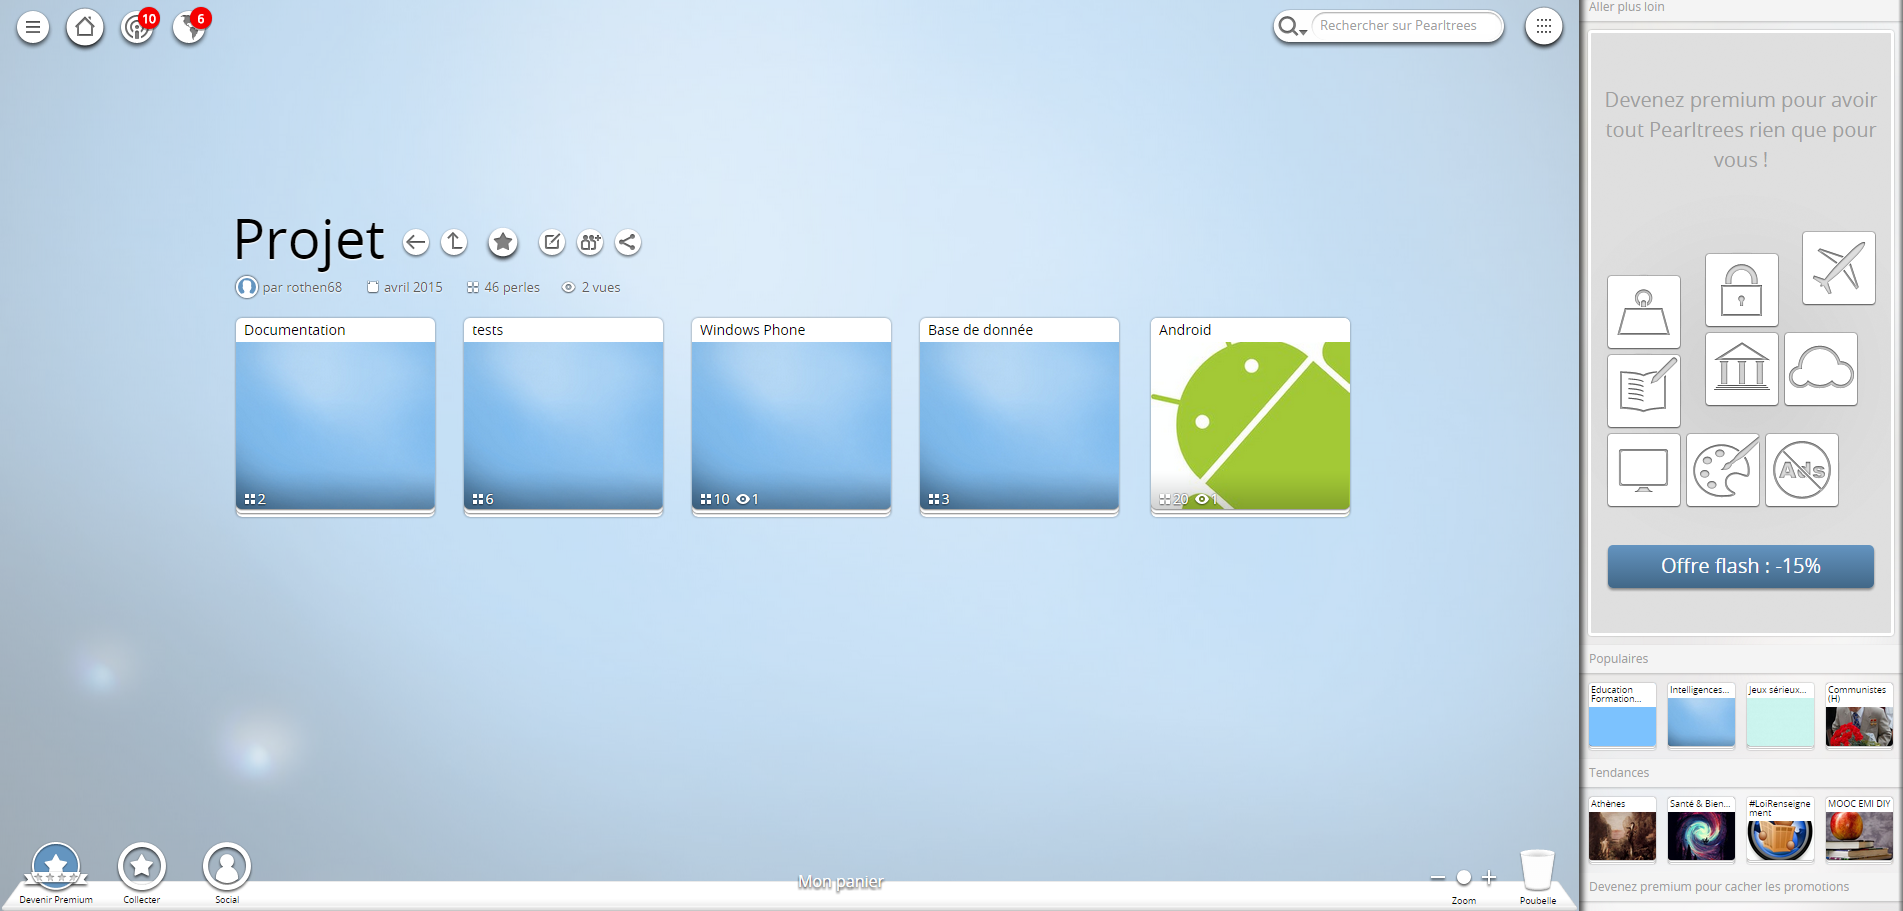 10
6
Rechercher sur Pearltrees
Projet
par rothen68
avril 2015
46 perles
2 vues
Documentation
2
tests
6
Windows Phone
10
1
Base de donnée
3
Android
20
1
Devenir Premium
Collecter
Social
Mon panier
Zoom
Poubelle
Aller plus loin
Devenez premium pour avoir
tout Pearltrees rien que pour
vous !
Ads
Offre flash : -15%
Populaires
Education
Formation...
Intelligences...
Jeux sérieux...
Communistes
(H)
Tendances
Athènes
Santé & Bien...
#LoiRenseigne
ment
MOOC EMI DIY
Devenez premium pour cacher les promotions